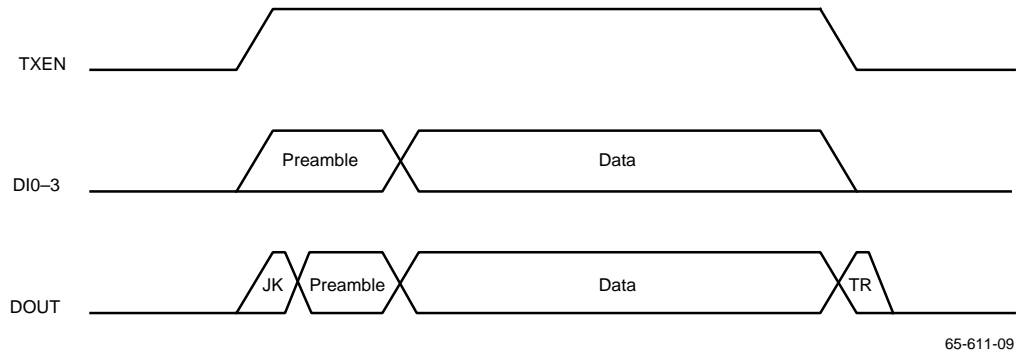 TXEN
Preamble Data
DI0–3
JK Preamble Data TR
DOUT
65-611-09